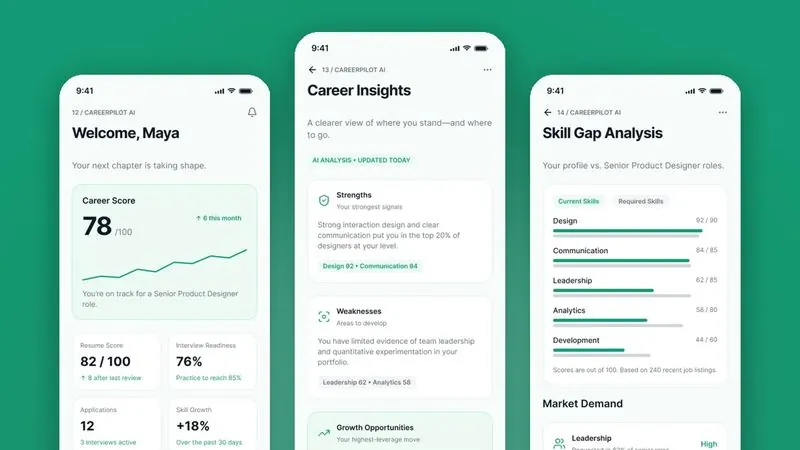 9:41
12 / CAREERPILOT AI
Welcome, Maya
Your next chapter is taking shape.
Career Score
78 /100
↑ 6 this month
You're on track for a Senior Product Designer
role.
Resume Score
82 / 100
↑ 8 after last review
Interview Readiness
76%
Practice to reach 85%
Applications
12
3 interviews active
Skill Growth
+18%
Over the past 30 days
9:41
13 / CAREERPILOT AI
Career Insights
A clearer view of where you stand—and where
to go.
AI ANALYSIS • UPDATED TODAY
Strengths
Your strongest signals
Strong interaction design and clear
communication put you in the top 20% of
designers at your level.
Design 92 • Communication 84
Weaknesses
Areas to develop
You have limited evidence of team leadership
and quantitative experimentation in your
portfolio.
Leadership 62 • Analytics 58
Growth Opportunities
Your highest-leverage move
9:41
14 / CAREERPILOT AI
Skill Gap Analysis
Your profile vs. Senior Product Designer roles.
Current Skills
Required Skills
Design
92 / 90
Communication
84 / 85
Leadership
62 / 85
Analytics
58 / 80
Development
44 / 60
Scores are out of 100. Based on 240 recent job listings.
Market Demand
Leadership
High